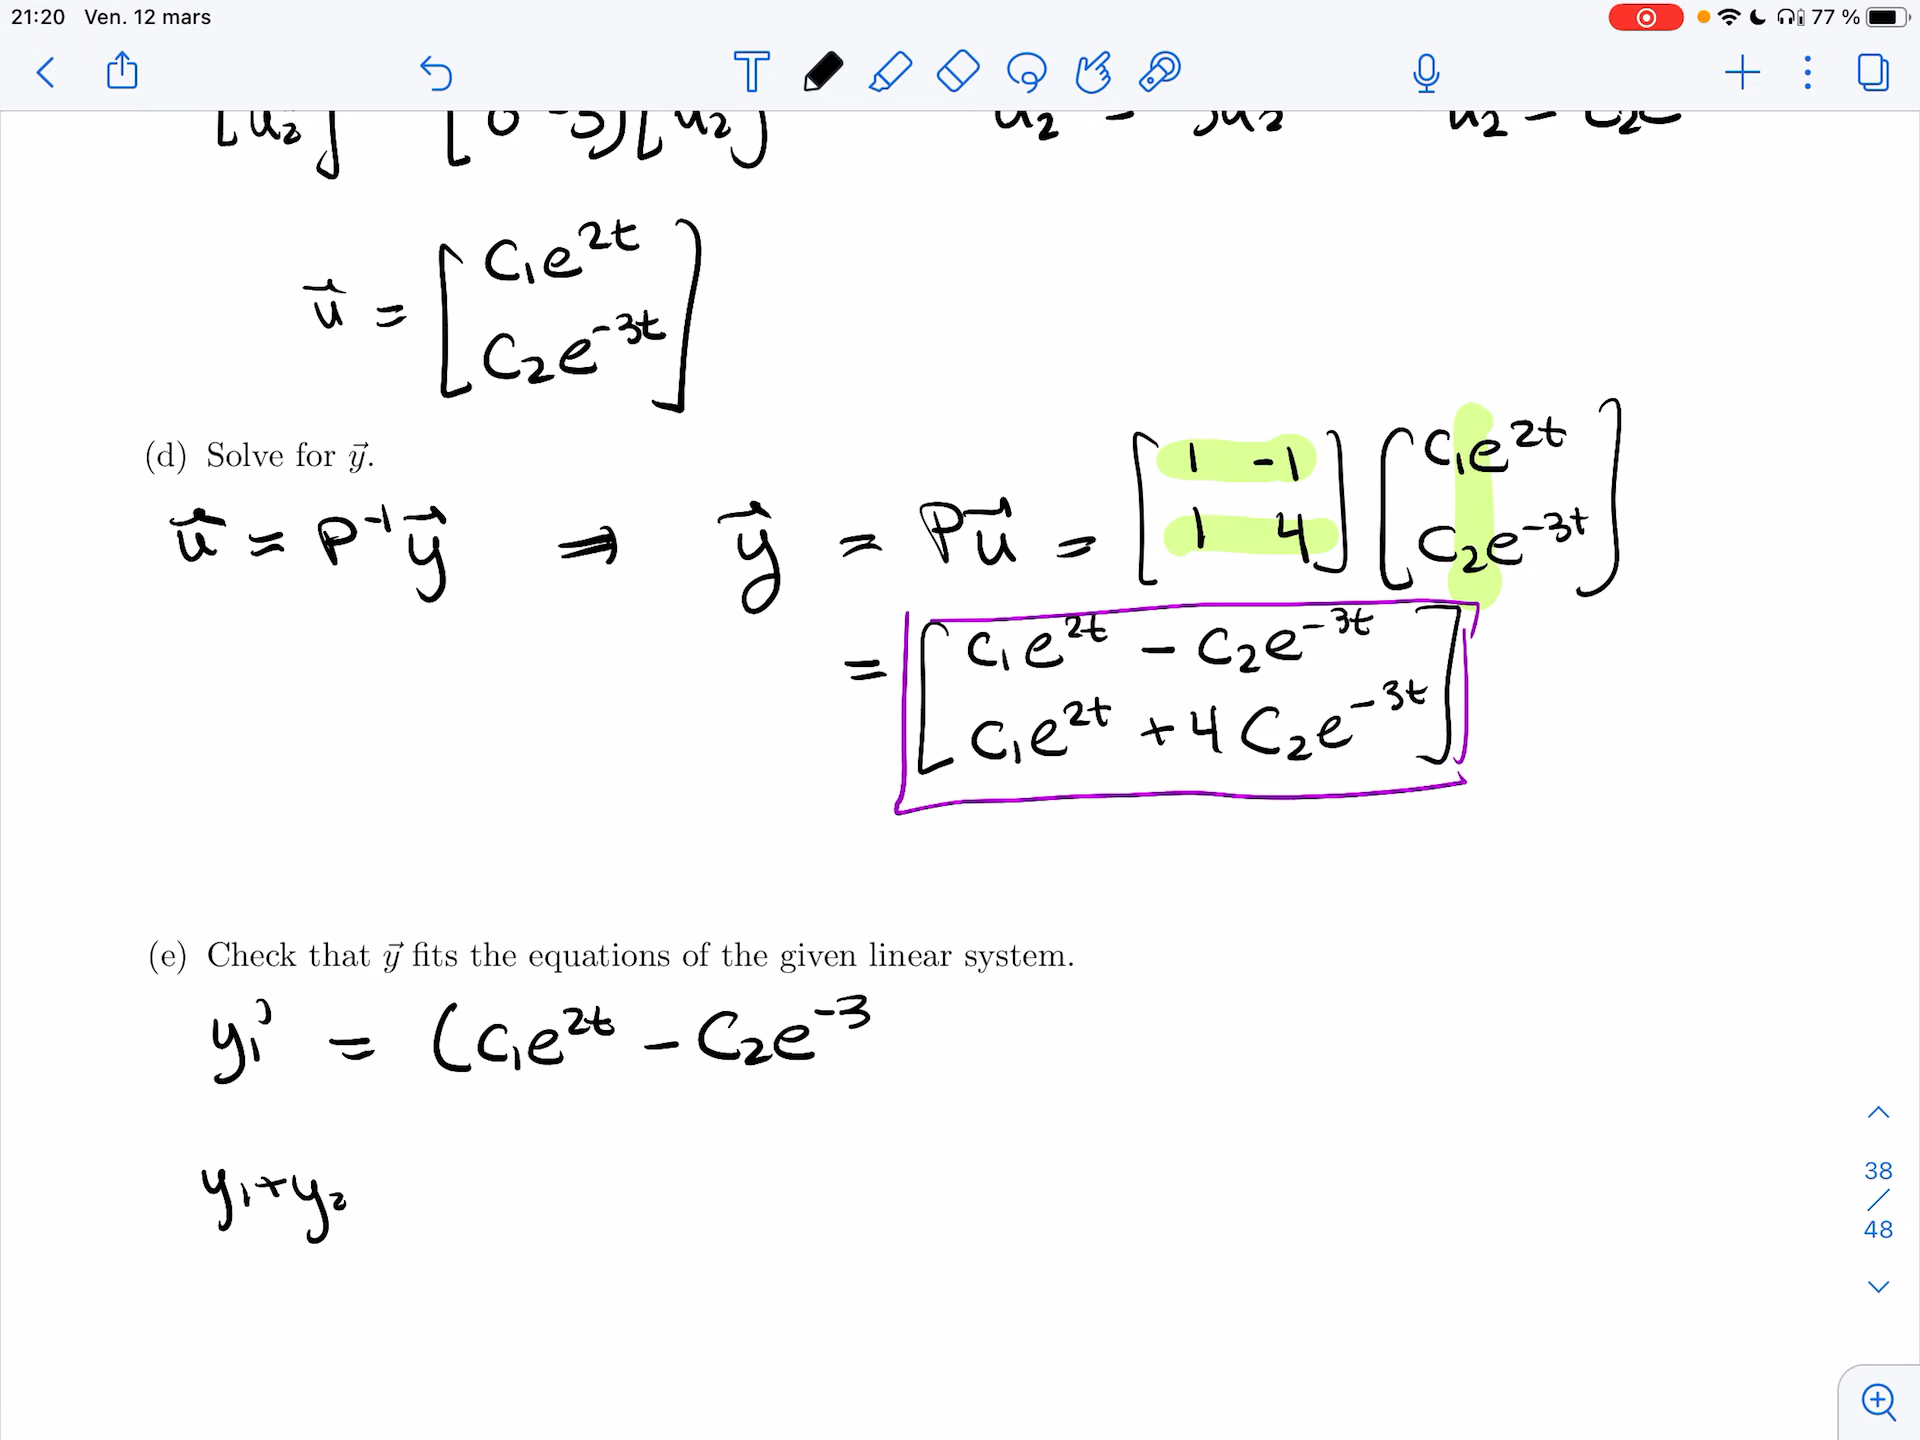 21:20 Ven. 12 mars 77 %
T
u⃗ = [ c₁e^{2t}
c₂e^{-3t} ]
(d) Solve for y⃗.
u⃗ = P⁻¹y⃗ ⇒ y⃗ = Pu⃗ = [ 1 -1 ; 1 4 ] [ c₁e^{2t} ; c₂e^{-3t} ]
= [ c₁e^{2t} - c₂e^{-3t}
c₁e^{2t} + 4c₂e^{-3t} ]
(e) Check that y⃗ fits the equations of the given linear system.
y₁' = (c₁e^{2t} - c₂e^{-3}
y₁+y₂
38
/
48